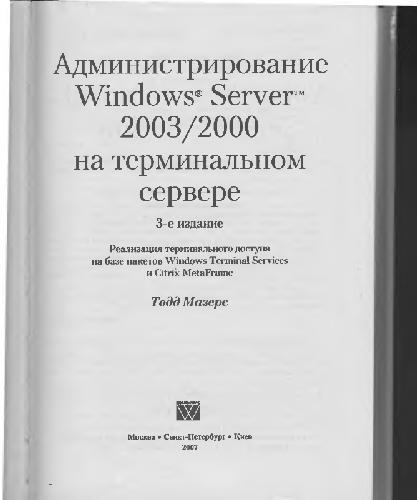 Администрирование
Windows® Server™
2003/2000
на терминальном
сервере
3-е издание
Реализация терминального доступа
на базе пакетов Windows Terminal Services
и Citrix MetaFrame
Тодд Мазерс
Москва • Санкт-Петербург • Киев
2007